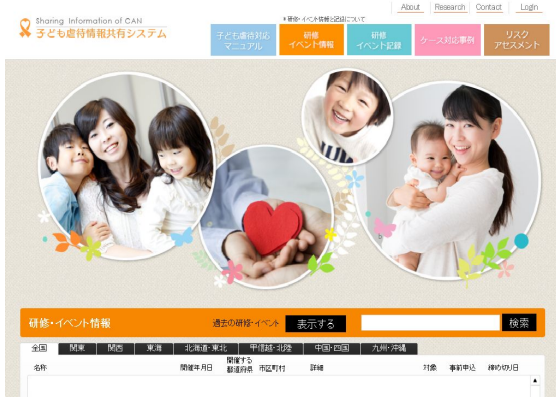 About Research Contact Login
Sharing Information of CAN
子ども虐待情報共有システム
*研修・イベント情報と記録について
子ども虐待対応
マニュアル
研修
イベント情報
研修
イベント記録
ケース対応事例
リスク
アセスメント
研修・イベント情報
過去の研修・イベント
表示する
検索
全国 関東 関西 東海 北海道・東北 甲信越・北陸 中国・四国 九州・沖縄
名称 開催年月日 開催する
都道府県 市区町村 詳細 対象 事前申込 締め切り日